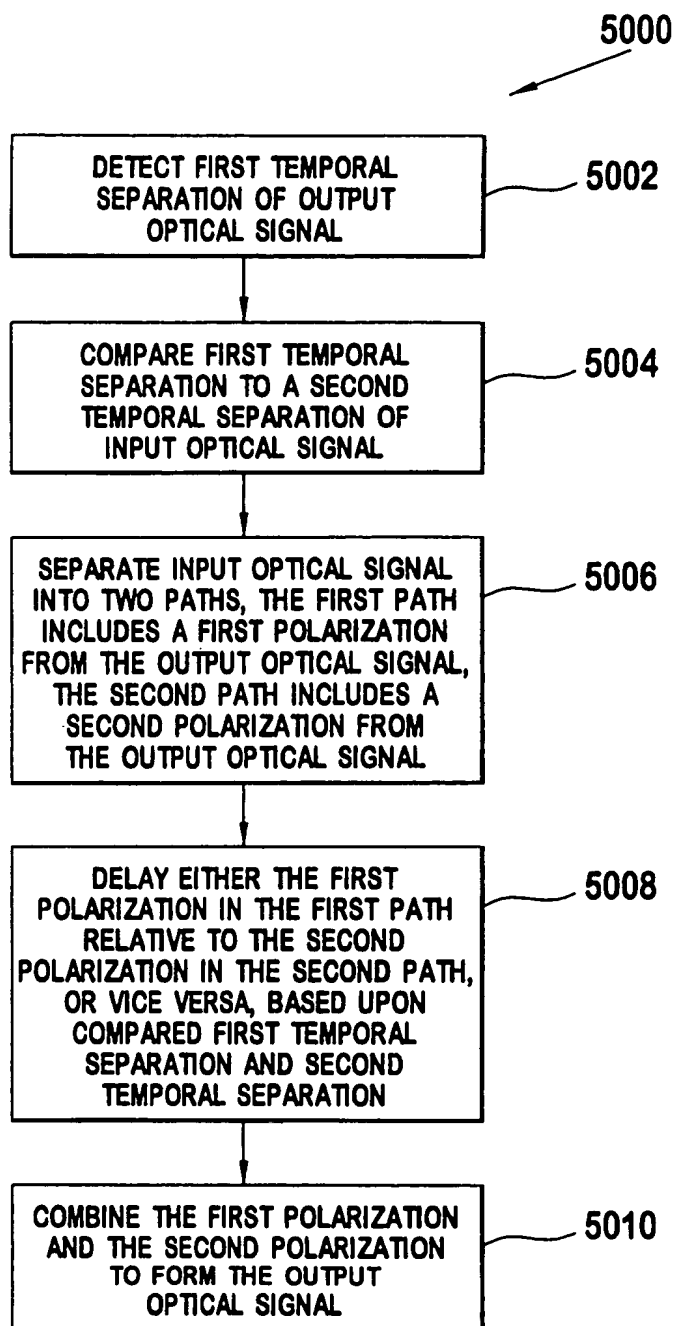 5000
DETECT FIRST TEMPORAL
SEPARATION OF OUTPUT
OPTICAL SIGNAL
5002
COMPARE FIRST TEMPORAL
SEPARATION TO A SECOND
TEMPORAL SEPARATION OF
INPUT OPTICAL SIGNAL
5004
SEPARATE INPUT OPTICAL SIGNAL
INTO TWO PATHS, THE FIRST PATH
INCLUDES A FIRST POLARIZATION
FROM THE OUTPUT OPTICAL SIGNAL,
THE SECOND PATH INCLUDES A
SECOND POLARIZATION FROM
THE OUTPUT OPTICAL SIGNAL
5006
DELAY EITHER THE FIRST
POLARIZATION IN THE FIRST PATH
RELATIVE TO THE SECOND
POLARIZATION IN THE SECOND PATH,
OR VICE VERSA, BASED UPON
COMPARED FIRST TEMPORAL
SEPARATION AND SECOND
TEMPORAL SEPARATION
5008
COMBINE THE FIRST POLARIZATION
AND THE SECOND POLARIZATION
TO FORM THE OUTPUT
OPTICAL SIGNAL
5010